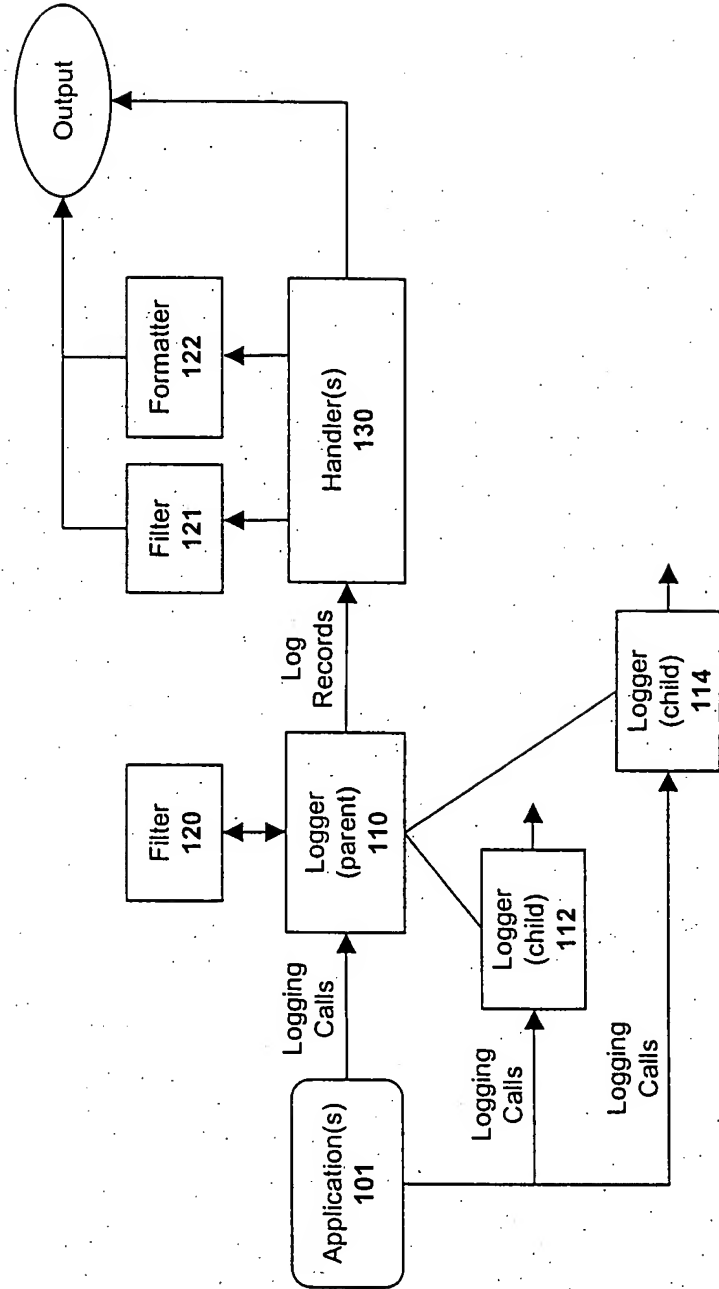 Output
Filter
120
Filter
121
Formatter
122
Application(s)
101
Logging
Calls
Logger
(parent)
110
Log
Records
Handler(s)
130
Logging
Calls
Logger
(child)
112
Logging
Calls
Logger
(child)
114